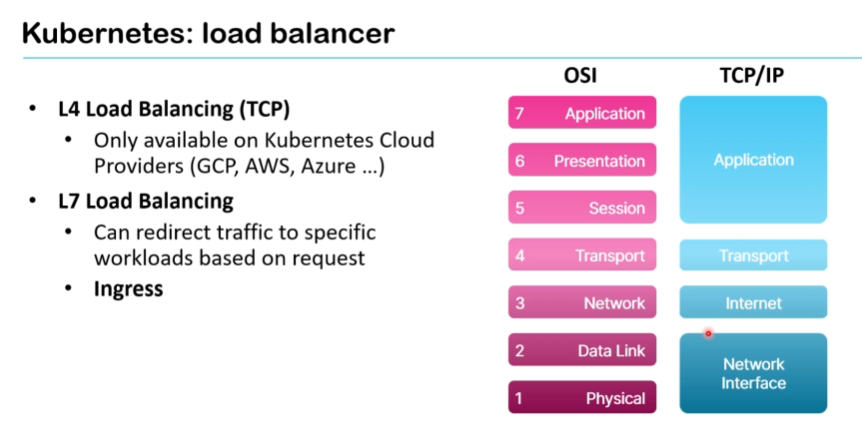 Kubernetes: load balancer
• L4 Load Balancing (TCP)
• Only available on Kubernetes Cloud
Providers (GCP, AWS, Azure ...)
• L7 Load Balancing
• Can redirect traffic to specific
workloads based on request
• Ingress
OSI
7 Application
6 Presentation
5 Session
4 Transport
3 Network
2 Data Link
1 Physical
TCP/IP
Application
Transport
Internet
Network
Interface